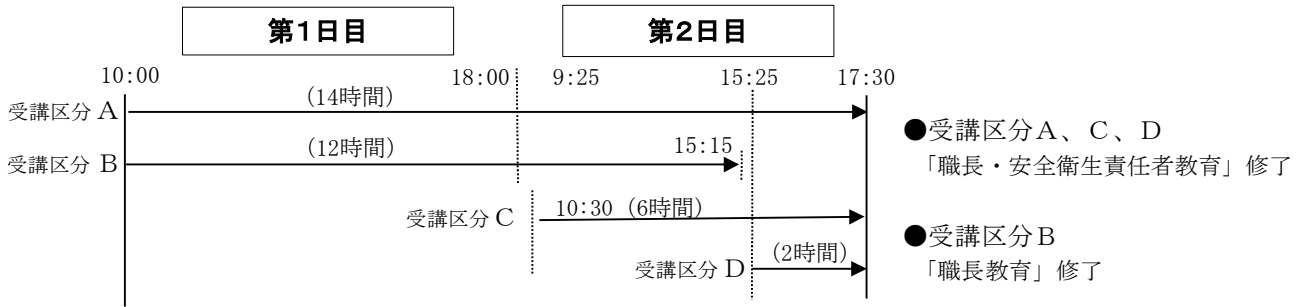 第1日目
第2日目
10:00
18:00
9:25
15:25
17:30
受講区分 A
(14時間)
受講区分 B
(12時間)
15:15
受講区分 C
10:30 (6時間)
受講区分 D
(2時間)
●受講区分A、C、D
「職長・安全衛生責任者教育」修了
●受講区分B
「職長教育」修了